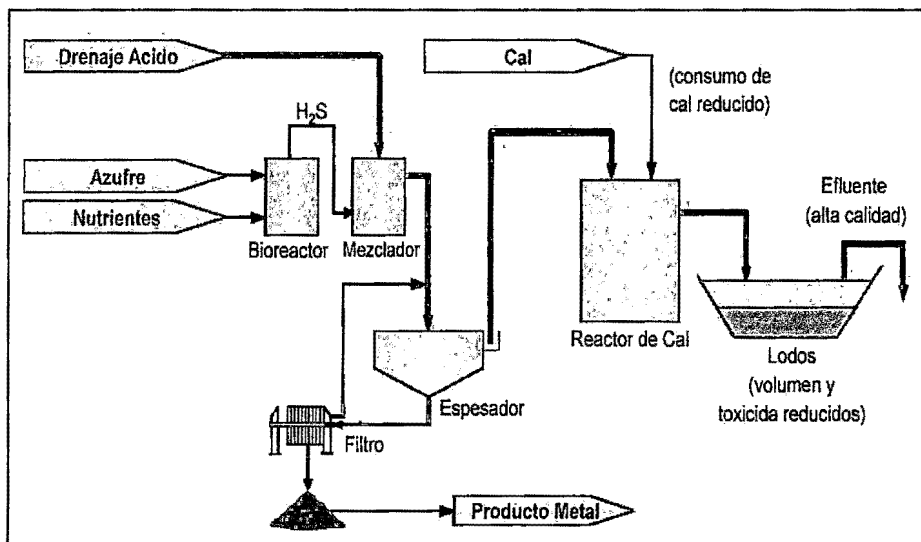 Drenaje Acido
Cal
(consumo de
cal reducido)
H₂S
Azufre
Nutrientes
Bioreactor
Mezclador
Efluente
(alta calidad)
Reactor de Cal
Lodos
(volumen y
toxicida reducidos)
Espesador
Filtro
Producto Metal